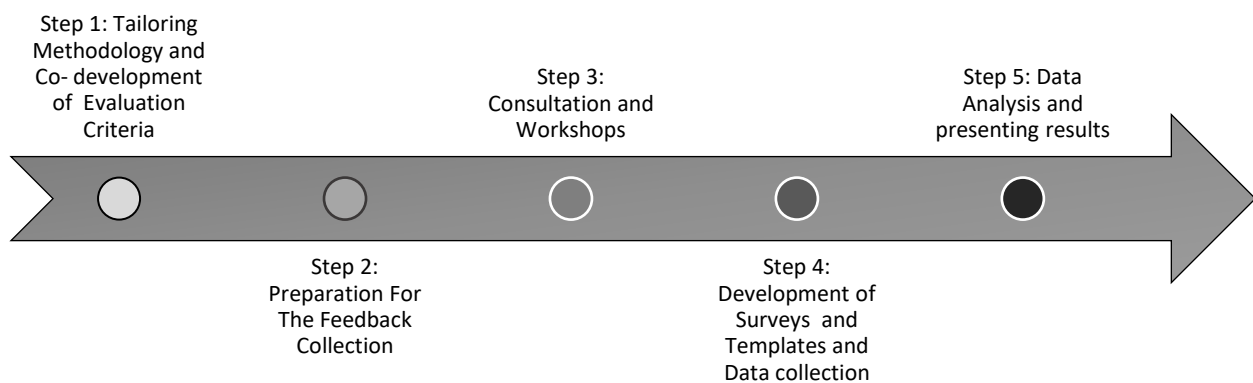 Step 1: Tailoring
Methodology and
Co- development
of  Evaluation
Criteria
Step 2:
Preparation For
The Feedback
Collection
Step 3:
Consultation and
Workshops
Step 4:
Development of
Surveys  and
Templates and
Data collection
Step 5: Data
Analysis and
presenting results